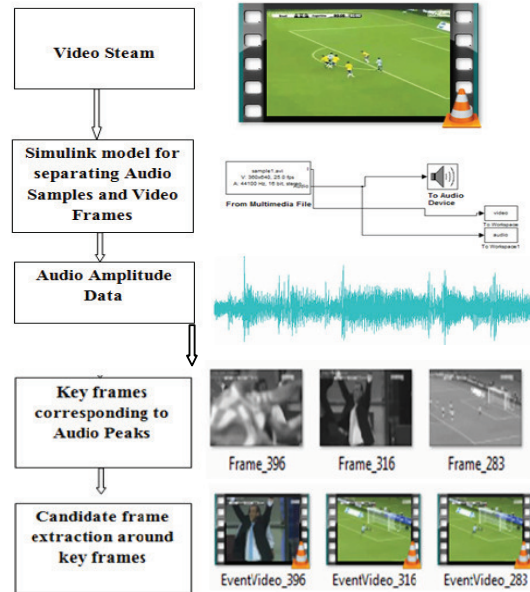 Video Steam
Simulink model for
separating Audio
Samples and Video
Frames
sample1.avi
V: 360x640, 25.0 fps
A: 44100 Hz, 16 bit, stereo
Audio
From Multimedia File
To Audio
Device
video
To Workspace
audio
To Workspace1
Audio Amplitude
Data
Key frames
corresponding to
Audio Peaks
Frame_396
Frame_316
Frame_283
Candidate frame
extraction around
key frames
EventVideo_396
EventVideo_316
EventVideo_283